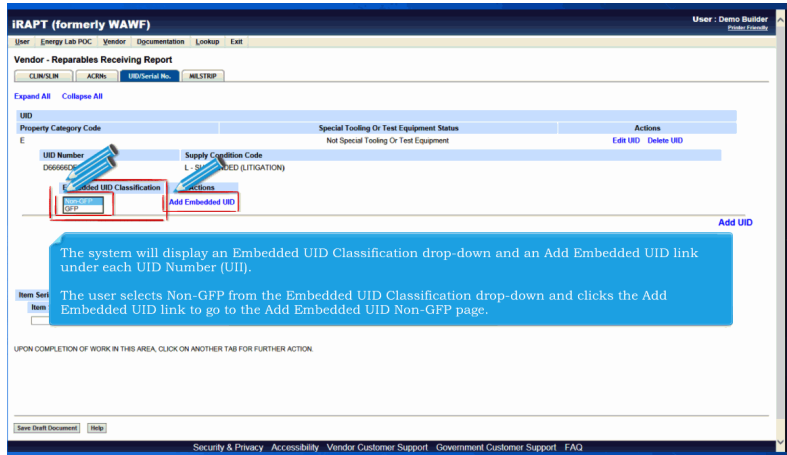 iRAPT (formerly WAWF)
User : Demo Builder
Printer Friendly
User Energy Lab POC Vendor Documentation Lookup Exit
Vendor - Reparables Receiving Report
CLIN/SLIN ACRNs UID/Serial No. MILSTRIP
Expand All Collapse All
UID
Property Category Code Special Tooling Or Test Equipment Status Actions
E Not Special Tooling Or Test Equipment Edit UID Delete UID
UID Number Supply Condition Code
D66666D L - (LITIGATION)
UID Classification Actions
Non-GFP Add Embedded UID
GFP
Add UID
The system will display an Embedded UID Classification drop-down and an Add Embedded UID link
under each UID Number (UII).
The user selects Non-GFP from the Embedded UID Classification drop-down and clicks the Add
Embedded UID link to go to the Add Embedded UID Non-GFP page.
Item Seri
Item
UPON COMPLETION OF WORK IN THIS AREA, CLICK ON ANOTHER TAB FOR FURTHER ACTION.
Save Draft Document Help
Security & Privacy Accessibility Vendor Customer Support Government Customer Support FAQ